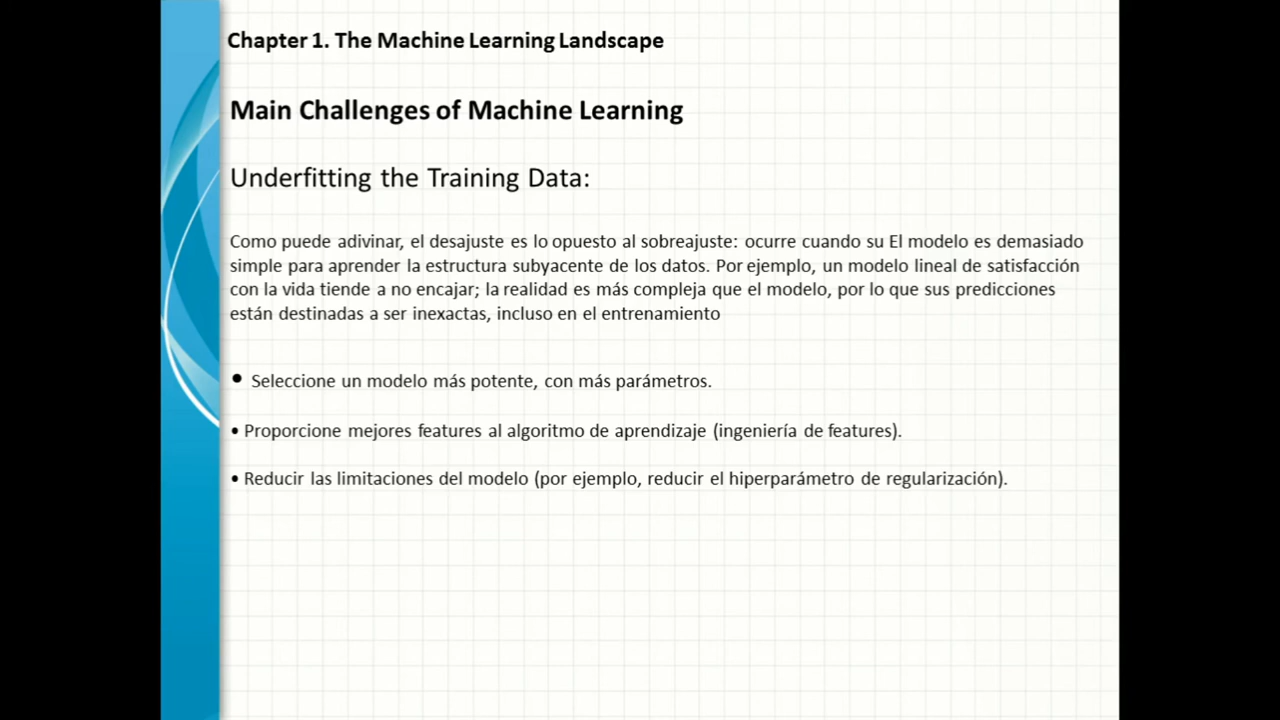 Chapter 1. The Machine Learning Landscape
Main Challenges of Machine Learning
Underfitting the Training Data:
Como puede adivinar, el desajuste es lo opuesto al sobreajuste: ocurre cuando su El modelo es demasiado
simple para aprender la estructura subyacente de los datos. Por ejemplo, un modelo lineal de satisfacción
con la vida tiende a no encajar; la realidad es más compleja que el modelo, por lo que sus predicciones
están destinadas a ser inexactas, incluso en el entrenamiento
• Seleccione un modelo más potente, con más parámetros.
• Proporcione mejores features al algoritmo de aprendizaje (ingeniería de features).
• Reducir las limitaciones del modelo (por ejemplo, reducir el hiperparámetro de regularización).